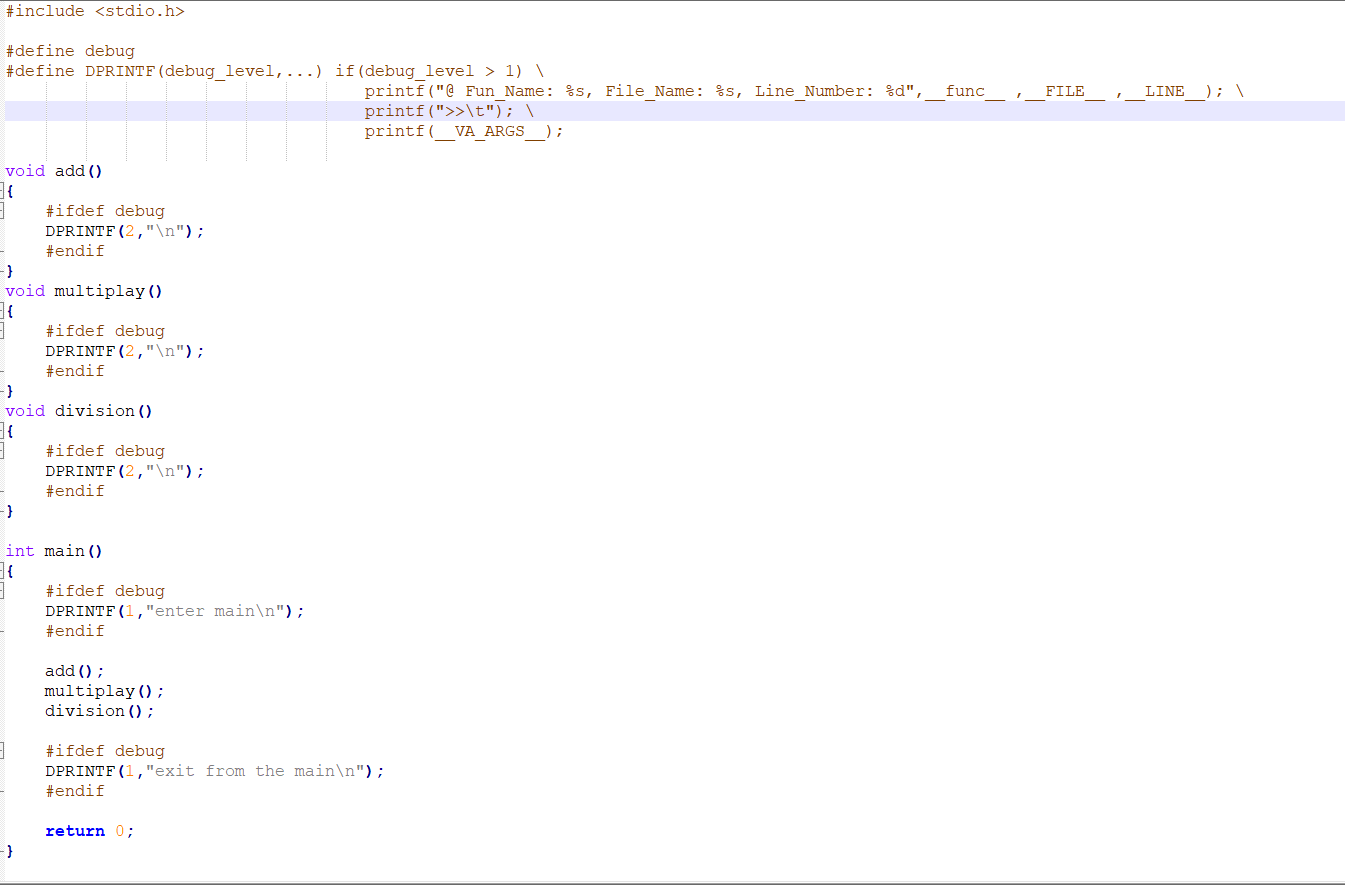 #include <stdio.h>
#define debug
#define DPRINTF(debug_level,...) if(debug_level > 1) \
printf("@ Fun_Name: %s, File_Name: %s, Line_Number: %d",__func__ ,__FILE__ ,__LINE__); \
printf(">>\t"); \
printf(__VA_ARGS__);
void add()
{
#ifdef debug
DPRINTF(2,"\n");
#endif
}
void multiplay()
{
#ifdef debug
DPRINTF(2,"\n");
#endif
}
void division()
{
#ifdef debug
DPRINTF(2,"\n");
#endif
}
int main()
{
#ifdef debug
DPRINTF(1,"enter main\n");
#endif
add();
multiplay();
division();
#ifdef debug
DPRINTF(1,"exit from the main\n");
#endif
return 0;
}